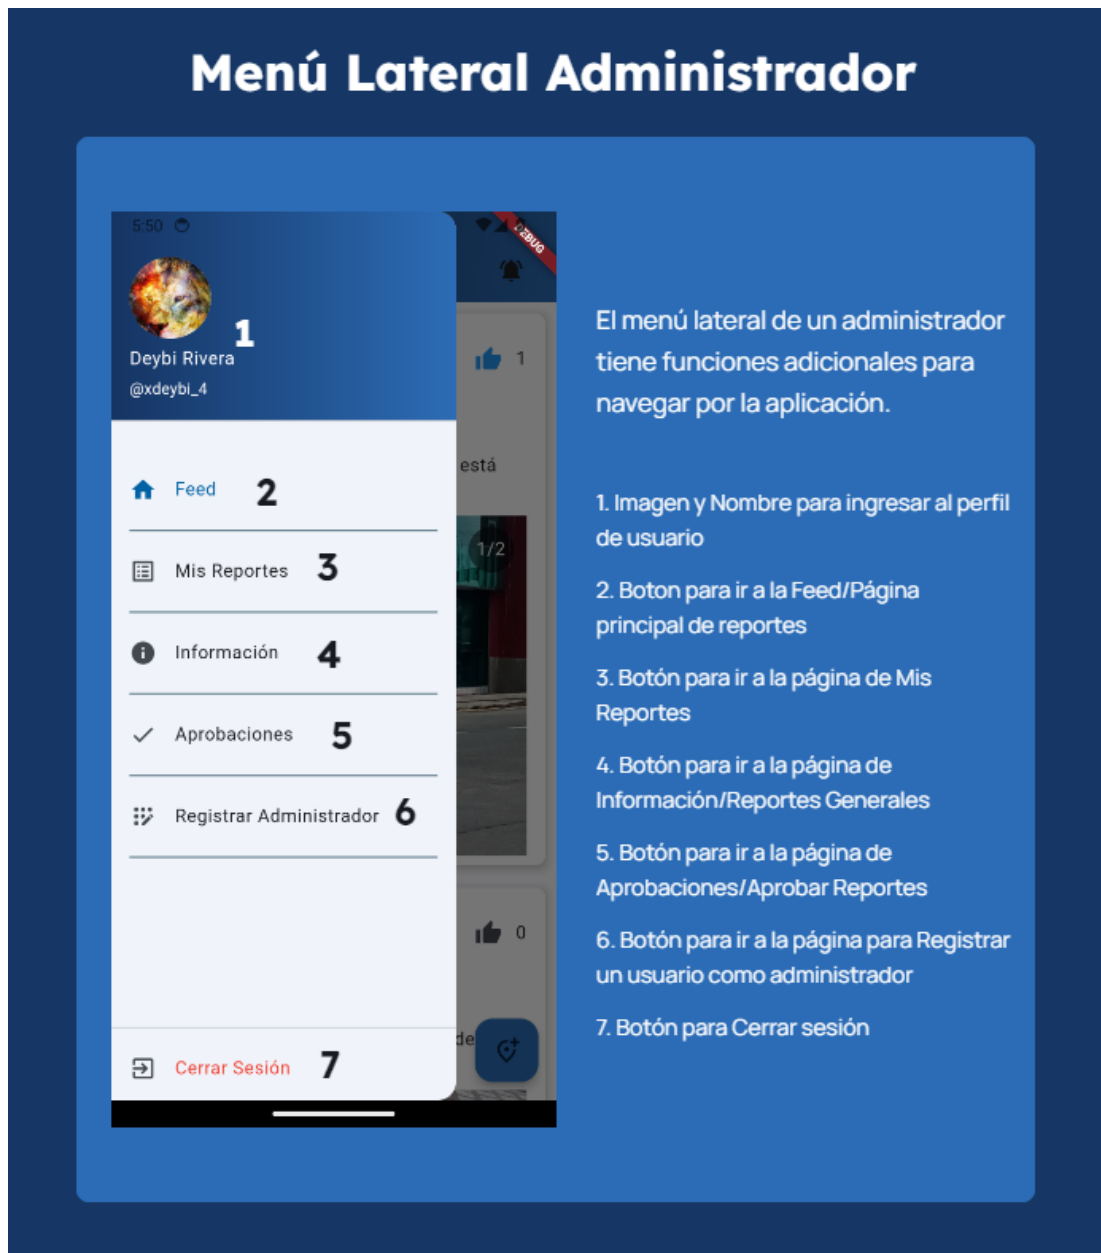 Menú Lateral Administrador
5:50
DEBUG
1
Deybi Rivera
@xdeybi_4
1
está
Feed 2
1/2
Mis Reportes 3
Información 4
Aprobaciones 5
Registrar Administrador 6
0
de
Cerrar Sesión 7
El menú lateral de un administrador
tiene funciones adicionales para
navegar por la aplicación.
1. Imagen y Nombre para ingresar al perfil
de usuario
2. Boton para ir a la Feed/Página
principal de reportes
3. Botón para ir a la página de Mis
Reportes
4. Botón para ir a la página de
Información/Reportes Generales
5. Botón para ir a la página de
Aprobaciones/Aprobar Reportes
6. Botón para ir a la página para Registrar
un usuario como administrador
7. Botón para Cerrar sesión